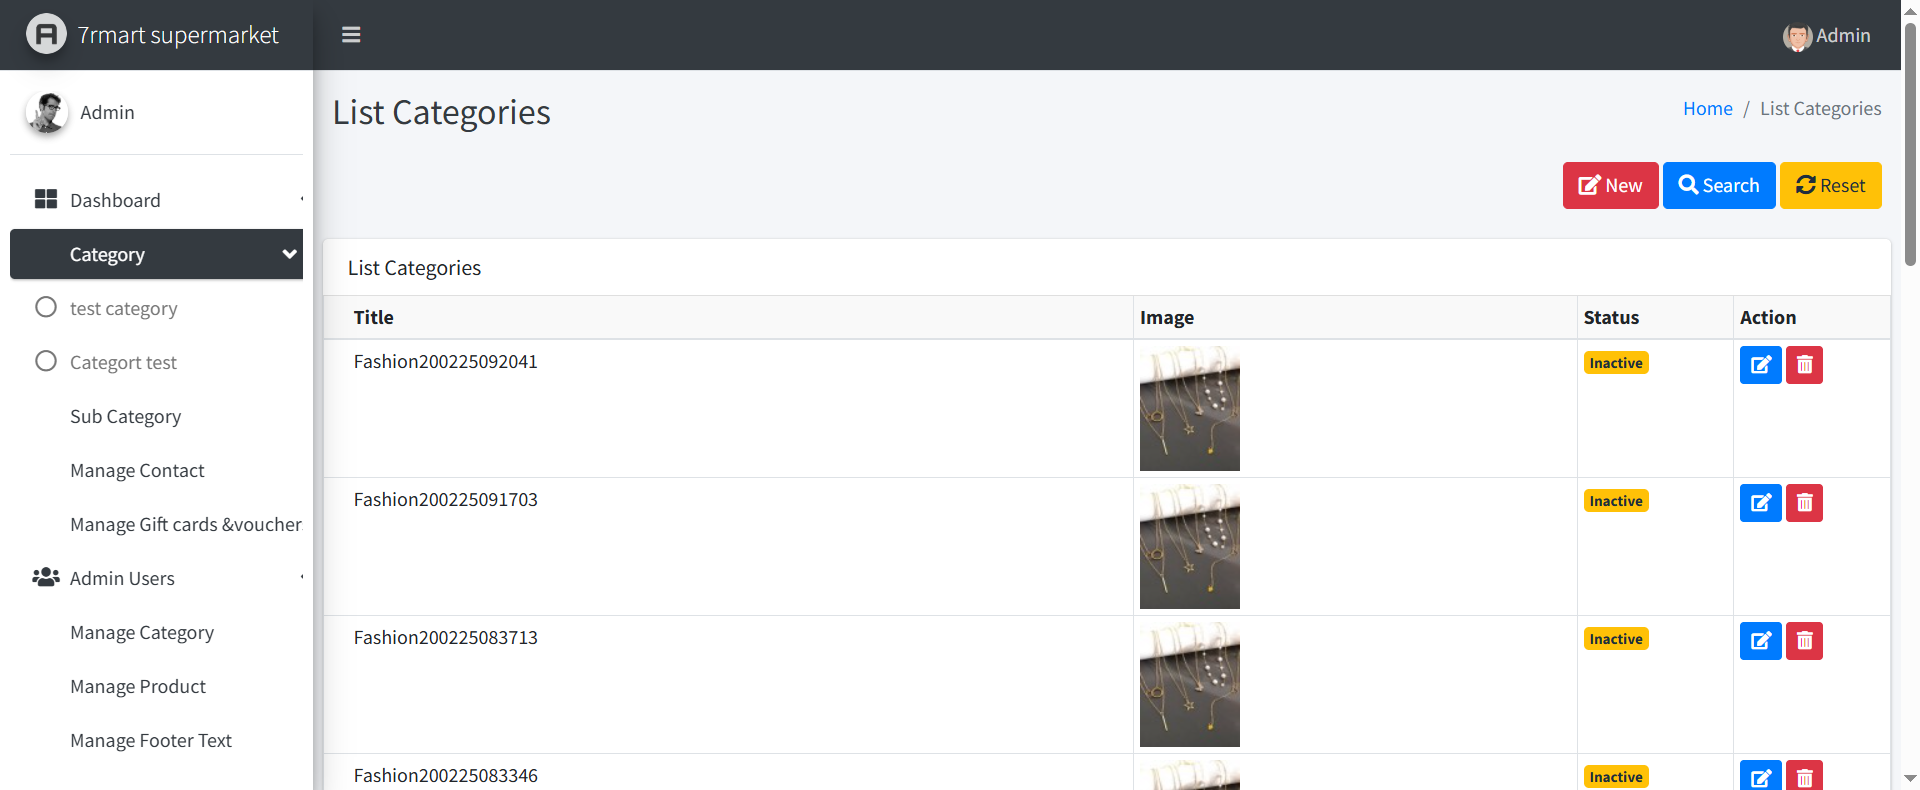 7rmart supermarket
Admin
Admin
List Categories
Home / List Categories
New
Search
Reset
Dashboard
Category
test category
Categort test
Sub Category
Manage Contact
Manage Gift cards &voucher
Admin Users
Manage Category
Manage Product
Manage Footer Text
List Categories
Title Image Status Action
Fashion200225092041 Inactive
Fashion200225091703 Inactive
Fashion200225083713 Inactive
Fashion200225083346 Inactive